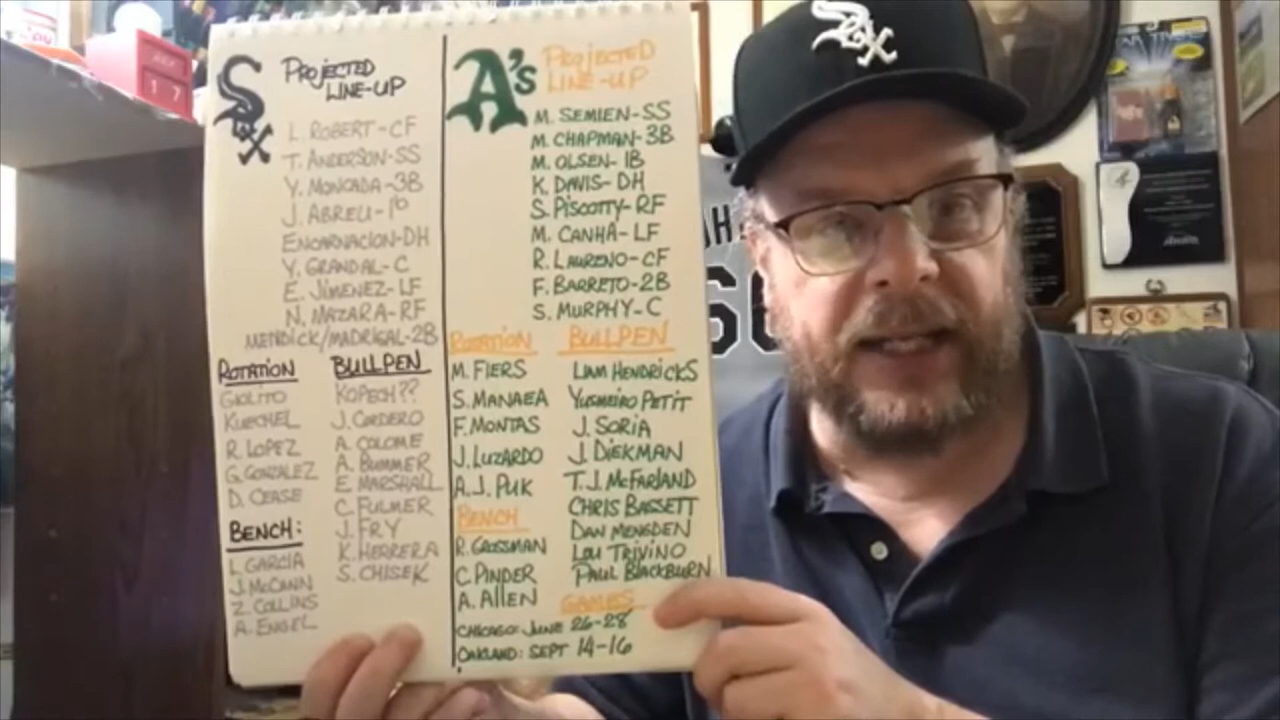 Sox
PROJECTED
LINE-UP
L. ROBERT-CF
T. ANDERSON-SS
Y. MONCADA-3B
J. ABREU-1B
ENCARNACION-DH
Y. GRANDAL-C
E. JIMENEZ-LF
N. MAZARA-RF
MENDICK/MADRIGAL-2B
ROTATION
GIOLITO
KUECHEL
R. LOPEZ
G. GONZALEZ
D. CEASE
BENCH:
L. GARCIA
J. McCANN
Z. COLLINS
A. ENGEL
BULLPEN
KOPECH??
J. CORDERO
A. COLOME
A. BUMMER
E. MARSHALL
C. FULMER
J. FRY
K. HERRERA
S. CHISEK
A's
PROJECTED
LINE-UP
M. SEMIEN-SS
M. CHAPMAN-3B
M. OLSEN-1B
K. DAVIS-DH
S. PISCOTTY-RF
M. CANHA-LF
R. LAURENO-CF
F. BARRETO-2B
S. MURPHY-C
ROTATION
M. FIERS
S. MANAEA
F. MONTAS
J. LUZARDO
A.J. PUK
BENCH
R. GROSSMAN
C. PINDER
A. ALLEN
BULLPEN
LIAM HENDRICKS
YUSMEIRO PETIT
J. SORIA
J. DIEKMAN
T.J. McFARLAND
CHRIS BASSETT
DAN MENGDEN
LOU TRIVINO
PAUL BLACKBURN
GAMES
CHICAGO: JUNE 26-28
OAKLAND: SEPT 14-16
Sox
17